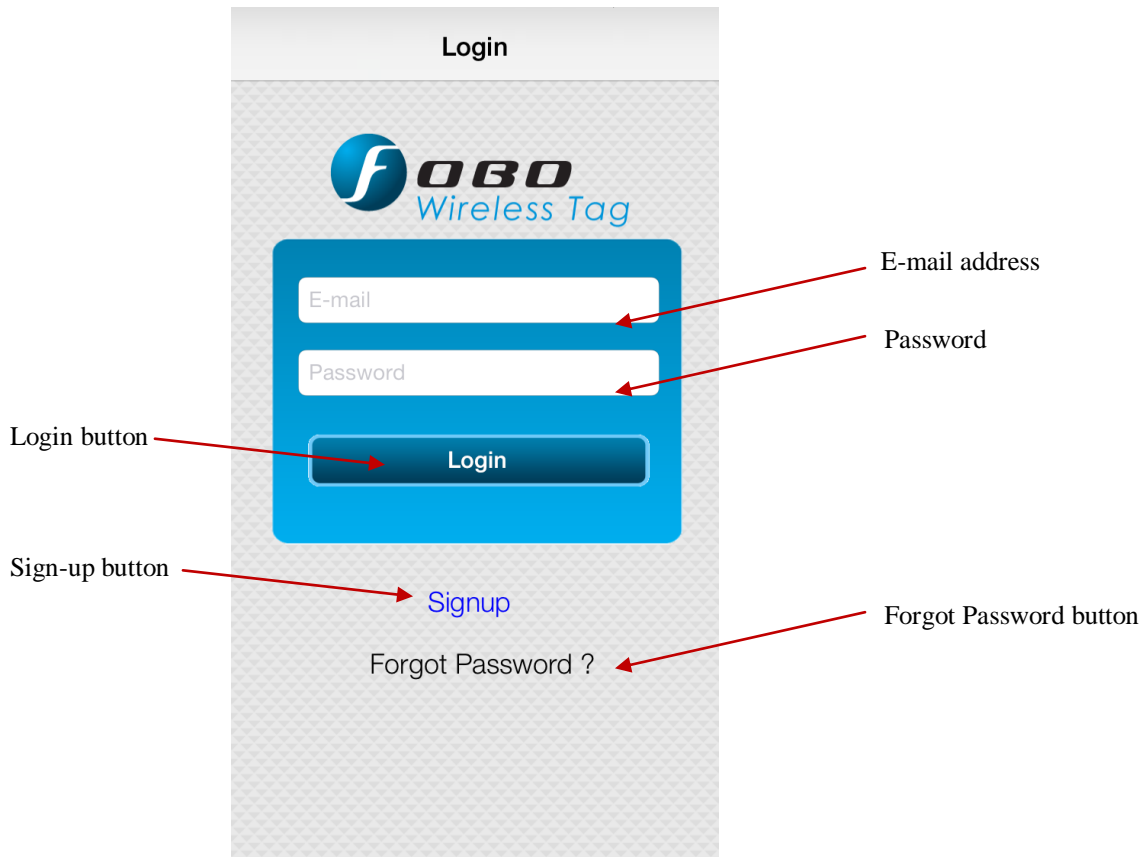 Login
fOBO
Wireless Tag
E-mail address
E-mail
Password
Password
Login button
Login
Sign-up button
Signup
Forgot Password button
Forgot Password ?